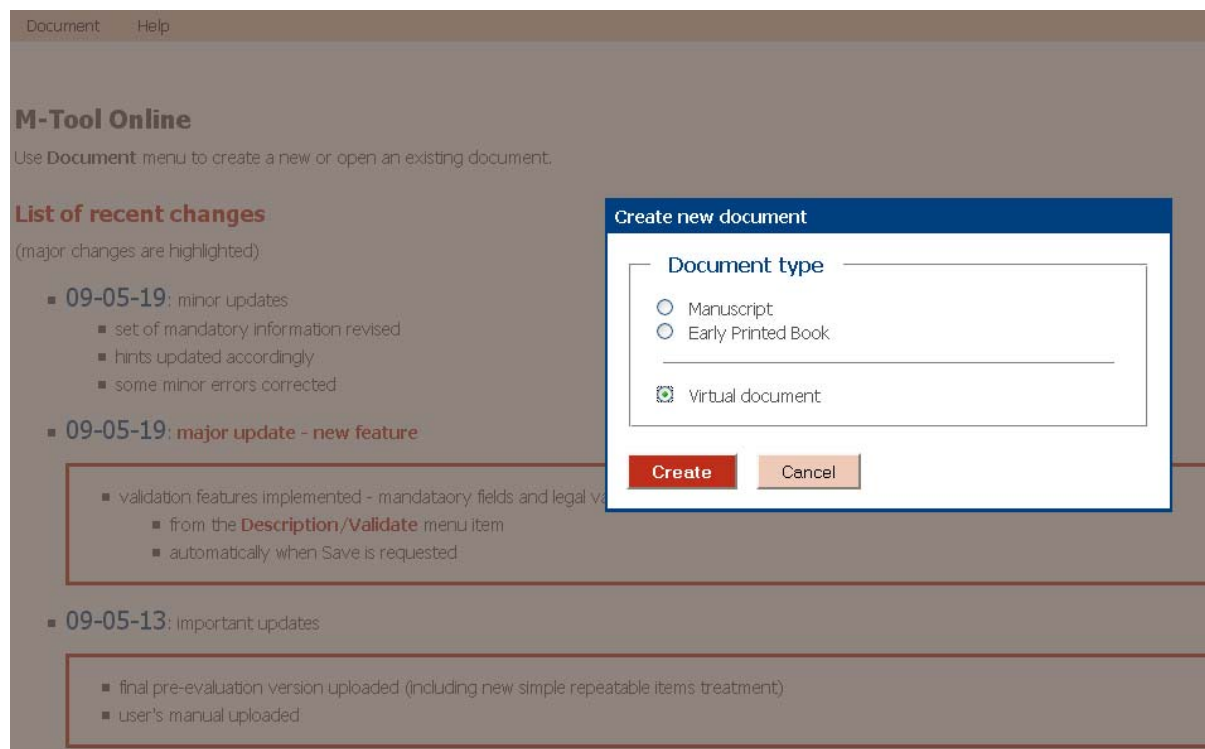 Document Help
M-Tool Online
Use Document menu to create a new or open an existing document.
List of recent changes
(major changes are highlighted)
09-05-19: minor updates
set of mandatory information revised
hints updated accordingly
some minor errors corrected
09-05-19: major update - new feature
validation features implemented - mandataory fields and legal
from the Description/Validate menu item
automatically when Save is requested
09-05-13: important updates
final pre-evaluation version uploaded (including new simple repeatable items treatment)
user's manual uploaded
Create new document
Document type
Manuscript
Early Printed Book
Virtual document
Create Cancel